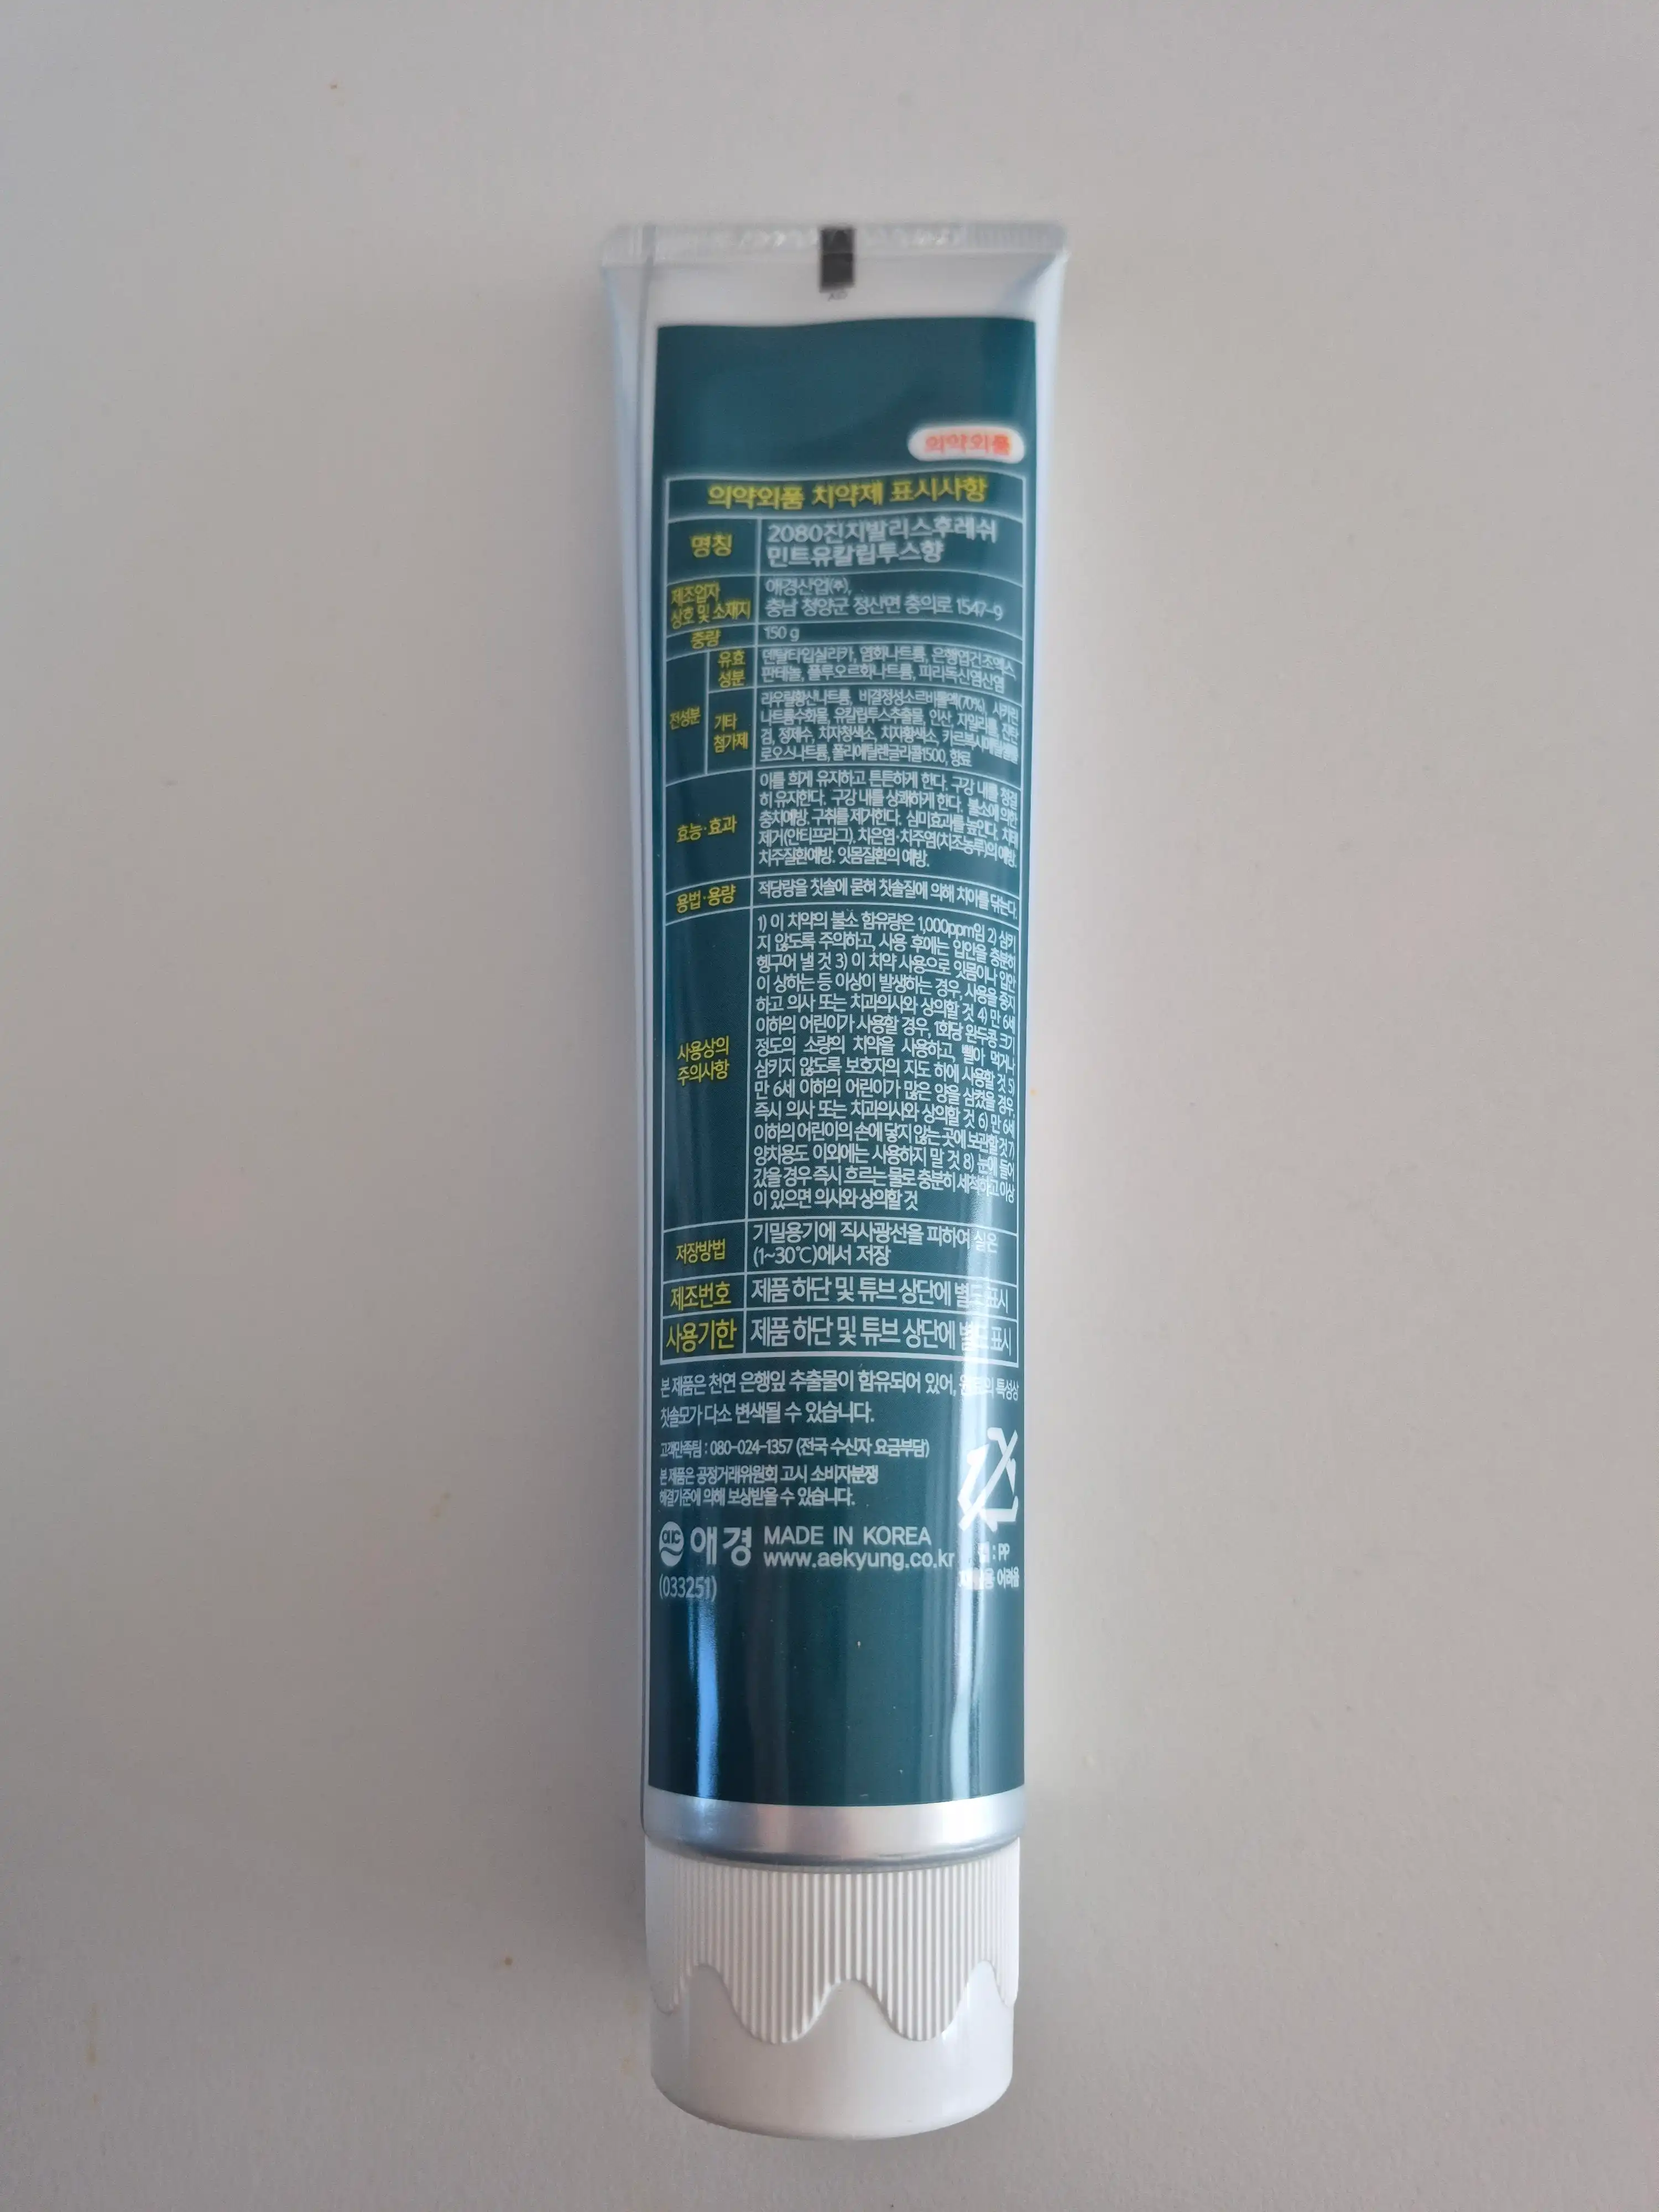 의약외품
의약외품 치약제 표시사항
명칭
2080진지발리스후레쉬
민트유칼립투스향
제조업자
상호 및 소재지
애경산업(주),
충남 청양군 정산면 충의로 1547-9
중량
150 g
전성분
유효
성분
덴탈타입실리카, 염화나트륨, 은행엽건조엑스,
판테놀, 플루오르화나트륨, 피리독신염산염
기타
첨가제
라우릴황산나트륨, 비결정성소르비톨액(70%), 사카린
나트륨수화물, 유칼립투스추출물, 인산, 자일리톨, 잔탄
검, 정제수, 치자청색소, 치자황색소, 카르복시메틸셀룰
로오스나트륨, 폴리에틸렌글리콜1500, 향료
효능·효과
이를 희게 유지하고 튼튼하게 한다. 구강 내를 청결
히 유지한다. 구강 내를 상쾌하게 한다. 불소에 의한
충치예방. 구취를 제거한다. 심미효과를 높인다. 치태
제거(안티프라그). 치은염·치주염(치조농루)의 예방.
치주질환예방. 잇몸질환의 예방.
용법·용량
적당량을 칫솔에 묻혀 칫솔질에 의해 치아를 닦는다.
사용상의
주의사항
1) 이 치약의 불소 함유량은 1,000ppm임 2) 삼키
지 않도록 주의하고, 사용 후에는 입안을 충분히
헹구어 낼 것 3) 이 치약 사용으로 잇몸이나 입안
이 상하는 등 이상이 발생하는 경우, 사용을 중지
하고 의사 또는 치과의사와 상의할 것 4) 만 6세
이하의 어린이가 사용할 경우, 1회당 완두콩 크기
정도의 소량의 치약을 사용하고, 빨아 먹거나
삼키지 않도록 보호자의 지도 하에 사용할 것 5)
만 6세 이하의 어린이가 많은 양을 삼켰을 경우,
즉시 의사 또는 치과의사와 상의할 것 6) 만 6세
이하의 어린이의 손에 닿지 않는 곳에 보관할 것 7)
양치용도 이외에는 사용하지 말 것 8) 눈에 들어
갔을 경우 즉시 흐르는 물로 충분히 세척하고 이상
이 있으면 의사와 상의할 것
저장방법
기밀용기에 직사광선을 피하여 실온
(1~30℃)에서 저장
제조번호
제품 하단 및 튜브 상단에 별도 표시
사용기한
제품 하단 및 튜브 상단에 별도 표시
본 제품은 천연 은행잎 추출물이 함유되어 있어, 원료의 특성상
칫솔모가 다소 변색될 수 있습니다.
고객만족팀 : 080-024-1357 (전국 수신자 요금부담)
본 제품은 공정거래위원회 고시 소비자분쟁
해결기준에 의해 보상받을 수 있습니다.
애경 MADE IN KOREA
www.aekyung.co.kr
캡 : PP
재활용 어려움
(033251)